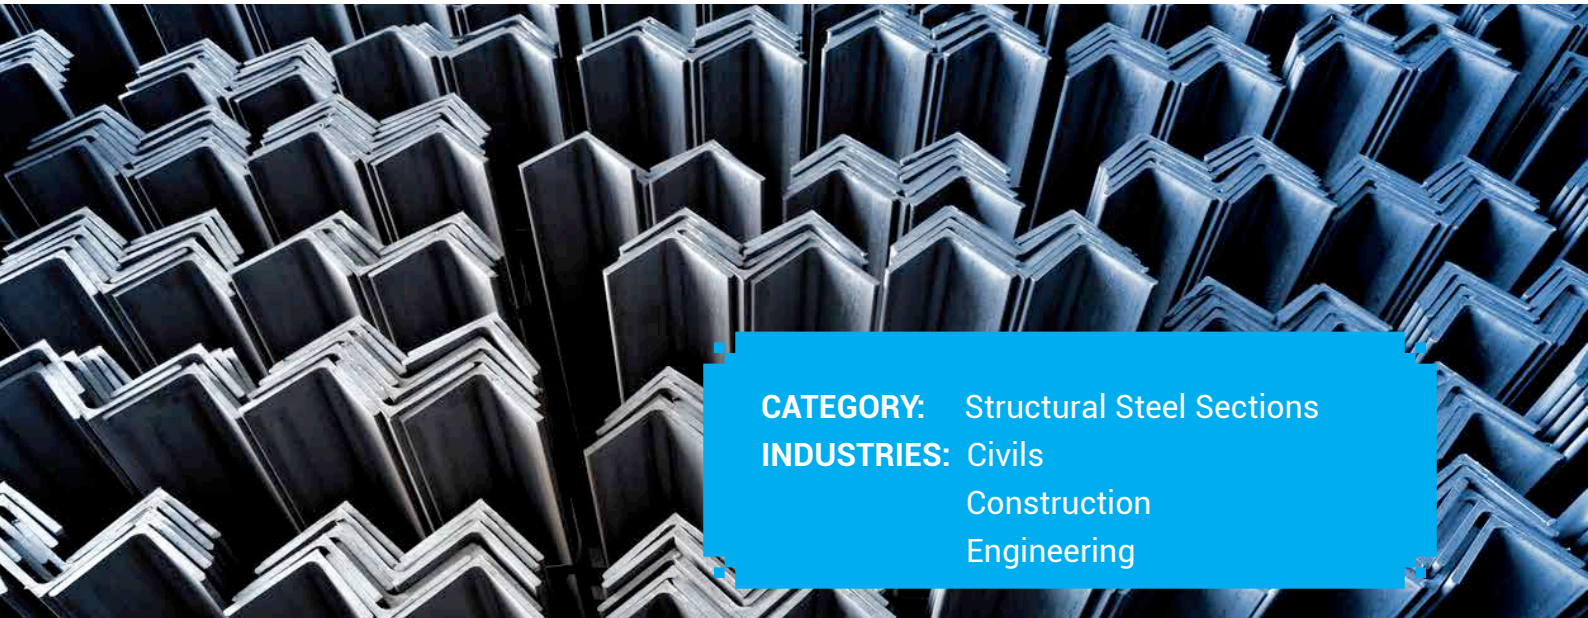 CATEGORY: Structural Steel Sections
INDUSTRIES: Civils
Construction
Engineering